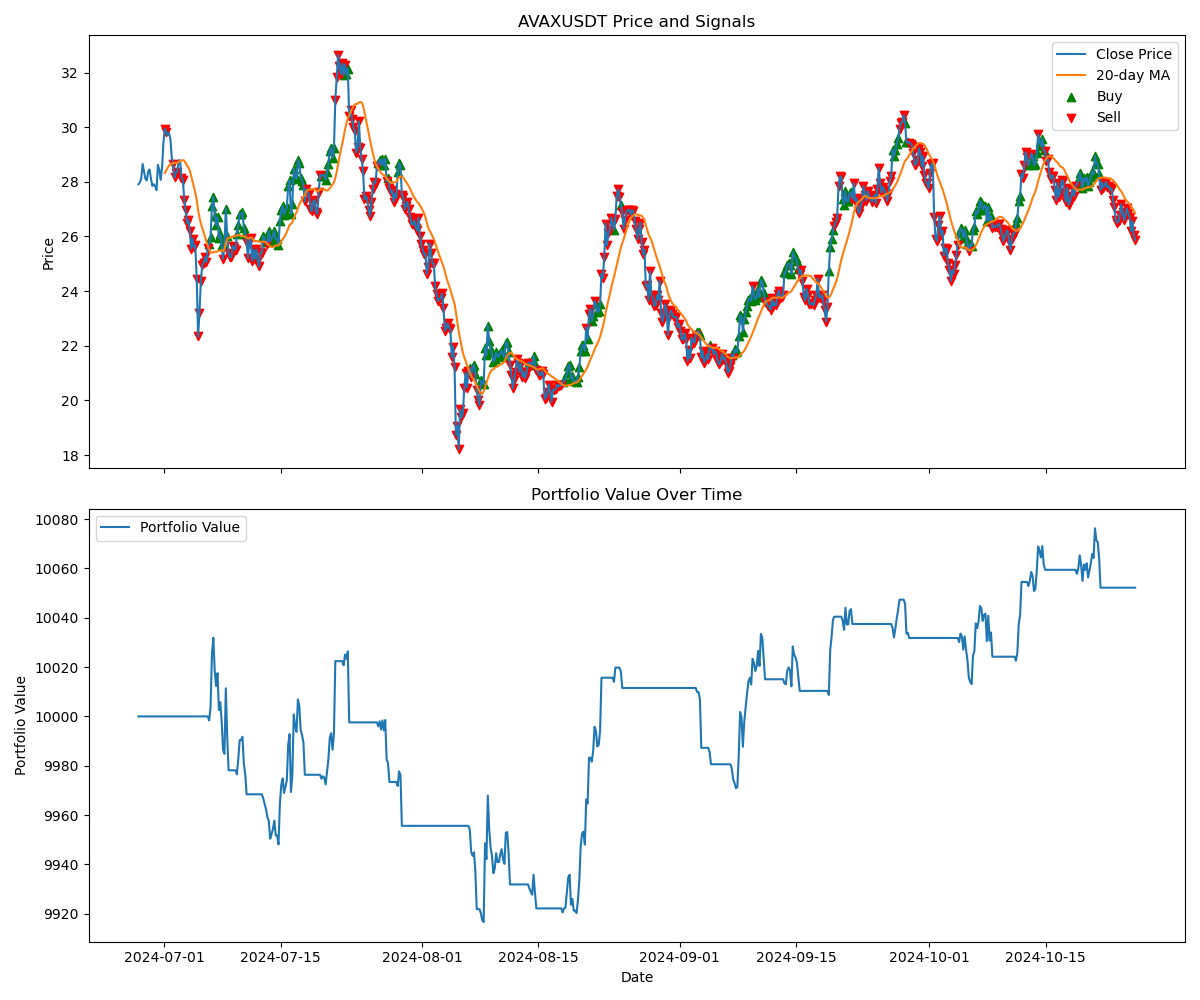 AVAXUSDT Price and Signals
Price
32
30
28
26
24
22
20
18
Close Price
20-day MA
Buy
Sell
Portfolio Value Over Time
Portfolio Value
10080
10060
10040
10020
10000
9980
9960
9940
9920
Portfolio Value
2024-07-01
2024-07-15
2024-08-01
2024-08-15
2024-09-01
2024-09-15
2024-10-01
2024-10-15
Date